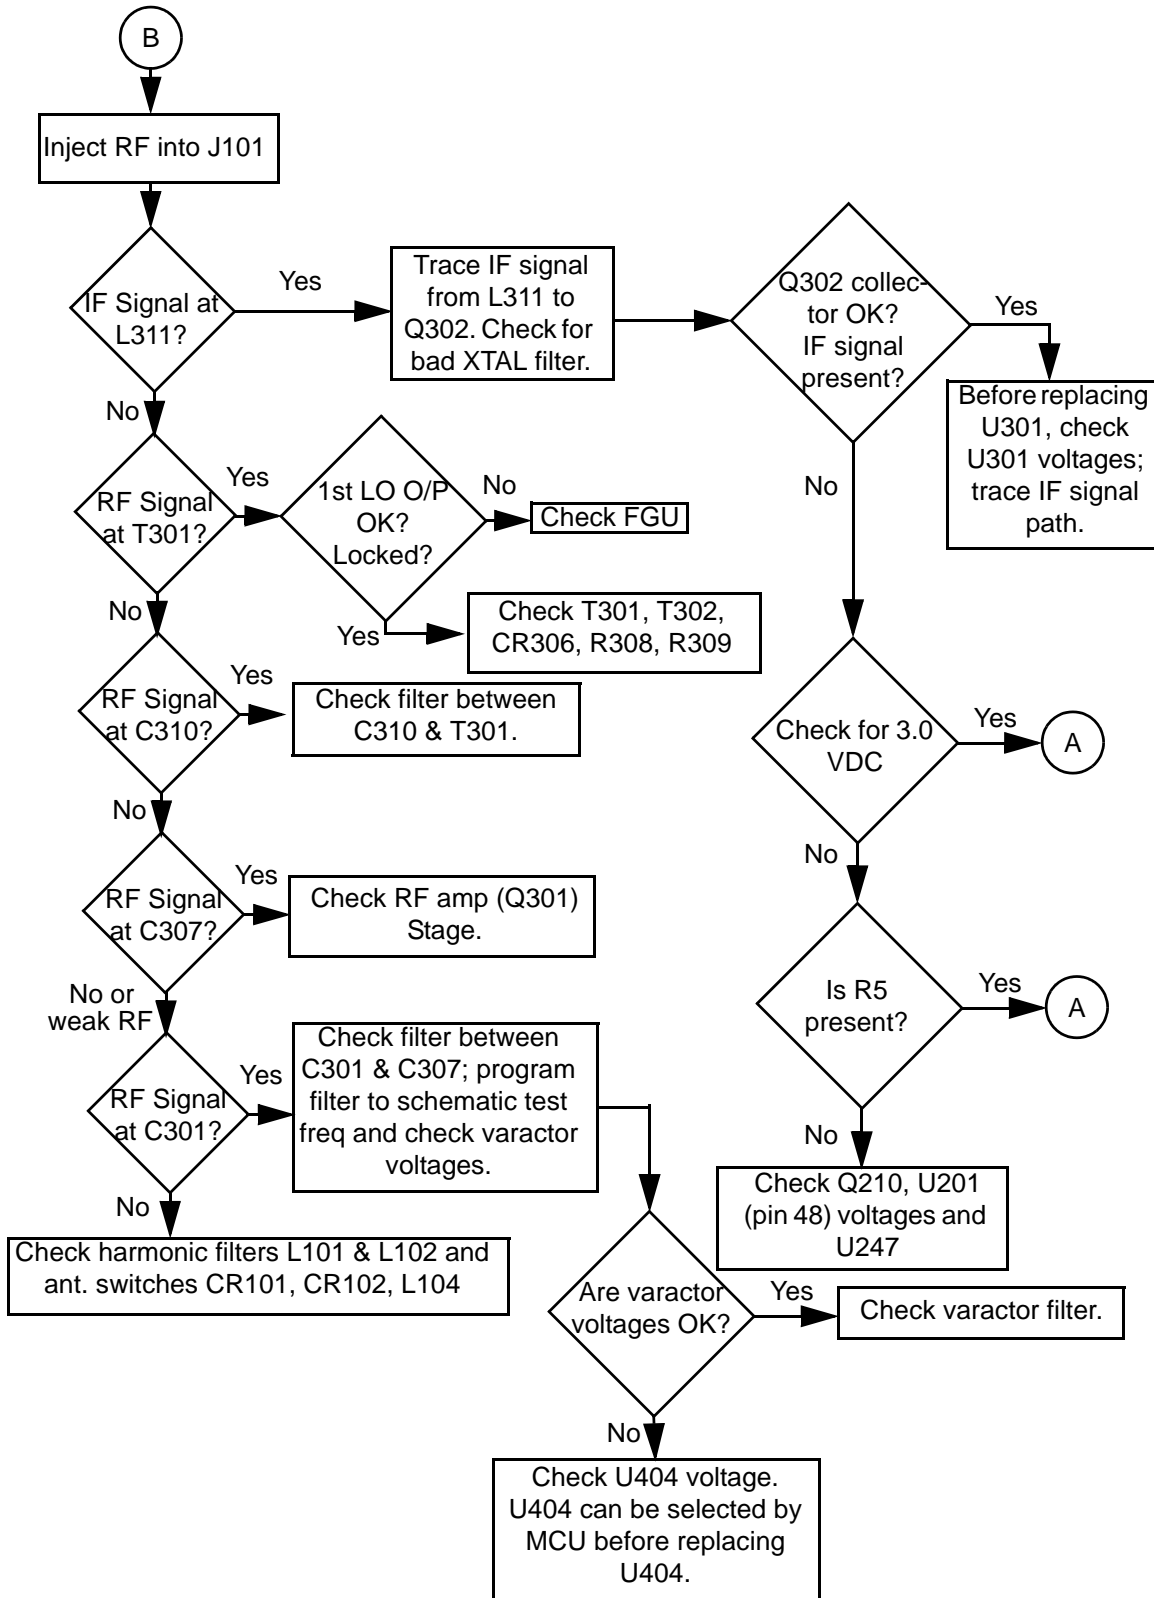 B
Inject RF into J101
IF Signal at
L311?
Yes
Trace IF signal
from L311 to
Q302. Check for
bad XTAL filter.
Q302 collec-
tor OK?
IF signal
present?
Yes
Before replacing
U301, check
U301 voltages;
trace IF signal
path.
No
No
RF Signal
at T301?
Yes
1st LO O/P
OK?
Locked?
No
Check FGU
Yes
Check T301, T302,
CR306, R308, R309
No
RF Signal
at C310?
Yes
Check filter between
C310 & T301.
Check for 3.0
VDC
Yes
A
No
No
RF Signal
at C307?
Yes
Check RF amp (Q301)
Stage.
Is R5
present?
Yes
A
No or
weak RF
RF Signal
at C301?
Yes
Check filter between
C301 & C307; program
filter to schematic test
freq and check varactor
voltages.
No
Check Q210, U201
(pin 48) voltages and
U247
No
Check harmonic filters L101 & L102 and
ant. switches CR101, CR102, L104
Are varactor
voltages OK?
Yes
Check varactor filter.
No
Check U404 voltage.
U404 can be selected by
MCU before replacing
U404.